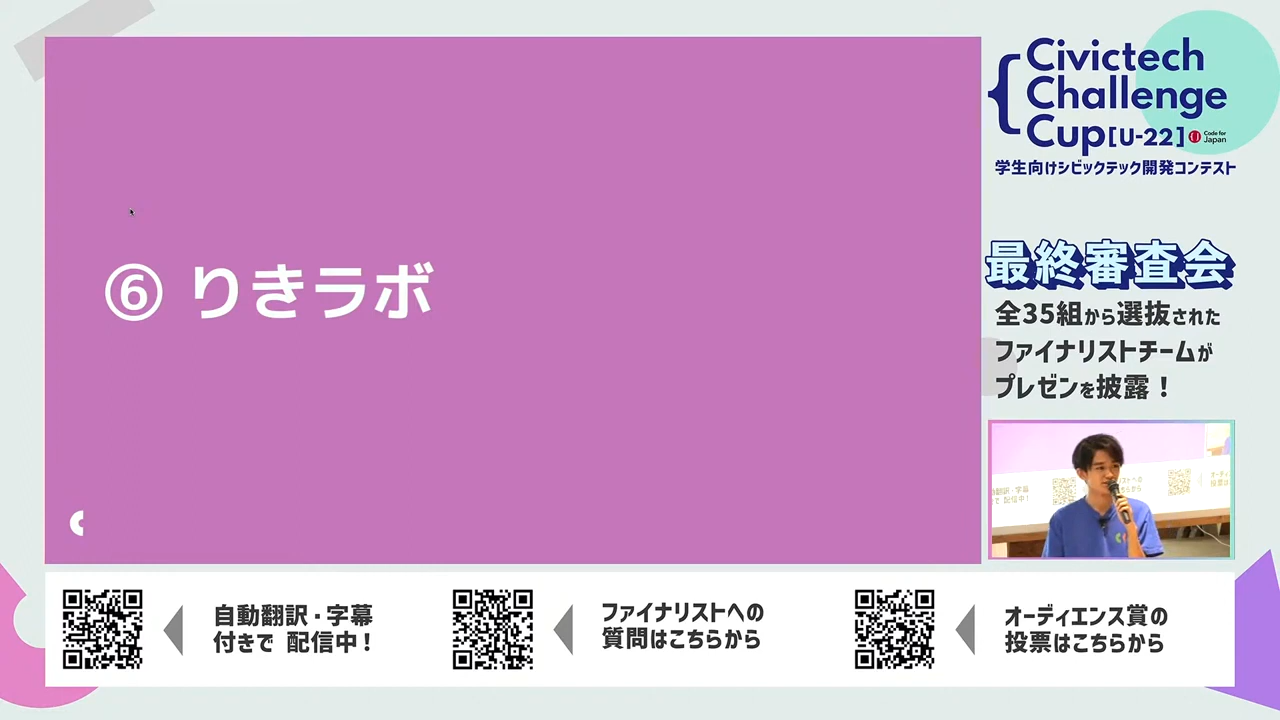 ⑥ りきラボ
Civictech
Challenge
Cup[U-22]
Code for
Japan
学生向けシビックテック開発コンテスト
最終審査会
全35組から選抜された
ファイナリストチームが
プレゼンを披露！
自動翻訳・字幕
付きで 配信中！
ファイナリストへの
質問はこちらから
オーディエンス賞の
投票はこちらから